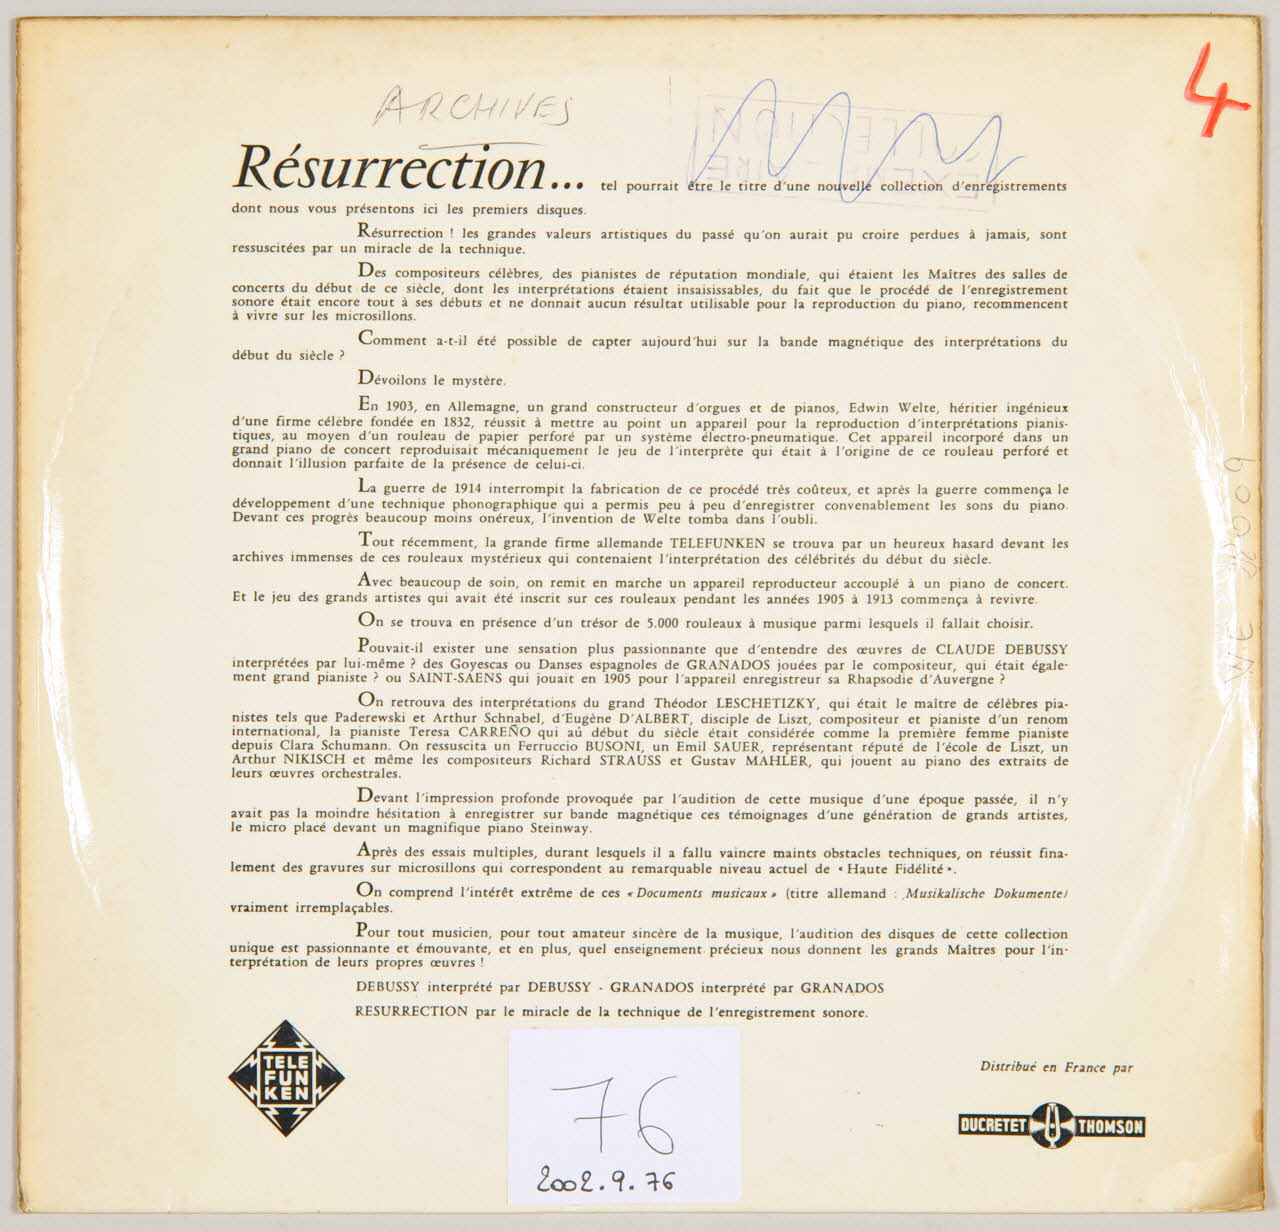 4
ARCHIVES
Résurrection... tel pourrait être le titre d'une nouvelle collection d'enregistrements
dont nous vous présentons ici les premiers disques.
Résurrection ! les grandes valeurs artistiques du passé qu'on aurait pu croire perdues à jamais, sont
ressuscitées par un miracle de la technique.
Des compositeurs célèbres, des pianistes de réputation mondiale, qui étaient les Maîtres des salles de
concerts du début de ce siècle, dont les interprétations étaient insaisissables, du fait que le procédé de l'enregistrement
sonore était encore tout à ses débuts et ne donnait aucun résultat utilisable pour la reproduction du piano, recommencent
à vivre sur les microsillons.
Comment a-t-il été possible de capter aujourd'hui sur la bande magnétique des interprétations du
début du siècle ?
Dévoilons le mystère.
En 1903, en Allemagne, un grand constructeur d'orgues et de pianos, Edwin Welte, héritier ingénieux
d'une firme célèbre fondée en 1832, réussit à mettre au point un appareil pour la reproduction d'interprétations pianis-
tiques, au moyen d'un rouleau de papier perforé par un système électro-pneumatique. Cet appareil incorporé dans un
grand piano de concert reproduisait mécaniquement le jeu de l'interprète qui était à l'origine de ce rouleau perforé et
donnait l'illusion parfaite de la présence de celui-ci.
La guerre de 1914 interrompit la fabrication de ce procédé très coûteux, et après la guerre commença le
développement d'une technique phonographique qui a permis peu à peu d'enregistrer convenablement les sons du piano.
Devant ces progrès beaucoup moins onéreux, l'invention de Welte tomba dans l'oubli.
Tout récemment, la grande firme allemande TELEFUNKEN se trouva par un heureux hasard devant les
archives immenses de ces rouleaux mystérieux qui contenaient l'interprétation des célébrités du début du siècle.
Avec beaucoup de soin, on remit en marche un appareil reproducteur accouplé à un piano de concert.
Et le jeu des grands artistes qui avait été inscrit sur ces rouleaux pendant les années 1905 à 1913 commença à revivre.
On se trouva en présence d'un trésor de 5.000 rouleaux à musique parmi lesquels il fallait choisir.
Pouvait-il exister une sensation plus passionnante que d'entendre des œuvres de CLAUDE DEBUSSY
interprétées par lui-même ? des Goyescas ou Danses espagnoles de GRANADOS jouées par le compositeur, qui était égale-
ment grand pianiste ? ou SAINT-SAENS qui jouait en 1905 pour l'appareil enregistreur sa Rhapsodie d'Auvergne ?
On retrouva des interprétations du grand Théodor LESCHETIZKY, qui était le maître de célèbres pia-
nistes tels que Paderewski et Arthur Schnabel, d'Eugène D'ALBERT, disciple de Liszt, compositeur et pianiste d'un renom
international, la pianiste Teresa CARREÑO qui aú début du siècle était considérée comme la première femme pianiste
depuis Clara Schumann. On ressuscita un Ferruccio BUSONI, un Emil SAUER, représentant réputé de l'école de Liszt, un
Arthur NIKISCH et même les compositeurs Richard STRAUSS et Gustav MAHLER, qui jouent au piano des extraits de
leurs œuvres orchestrales.
Devant l'impression profonde provoquée par l'audition de cette musique d'une époque passée, il n'y
avait pas la moindre hésitation à enregistrer sur bande magnétique ces témoignages d'une génération de grands artistes,
le micro placé devant un magnifique piano Steinway.
Après des essais multiples, durant lesquels il a fallu vaincre maints obstacles techniques, on réussit fina-
lement des gravures sur microsillons qui correspondent au remarquable niveau actuel de « Haute Fidélité ».
On comprend l'intérêt extrême de ces « Documents musicaux » (titre allemand : Musikalische Dokumente)
vraiment irremplaçables.
Pour tout musicien, pour tout amateur sincère de la musique, l'audition des disques de cette collection
unique est passionnante et émouvante, et en plus, quel enseignement précieux nous donnent les grands Maîtres pour l'in-
terprétation de leurs propres œuvres !
DEBUSSY interprété par DEBUSSY - GRANADOS interprété par GRANADOS
RESURRECTION par le miracle de la technique de l'enregistrement sonore.
TELE
FUN
KEN
76
2002.9.76
Distribué en France par
DUCRETET THOMSON